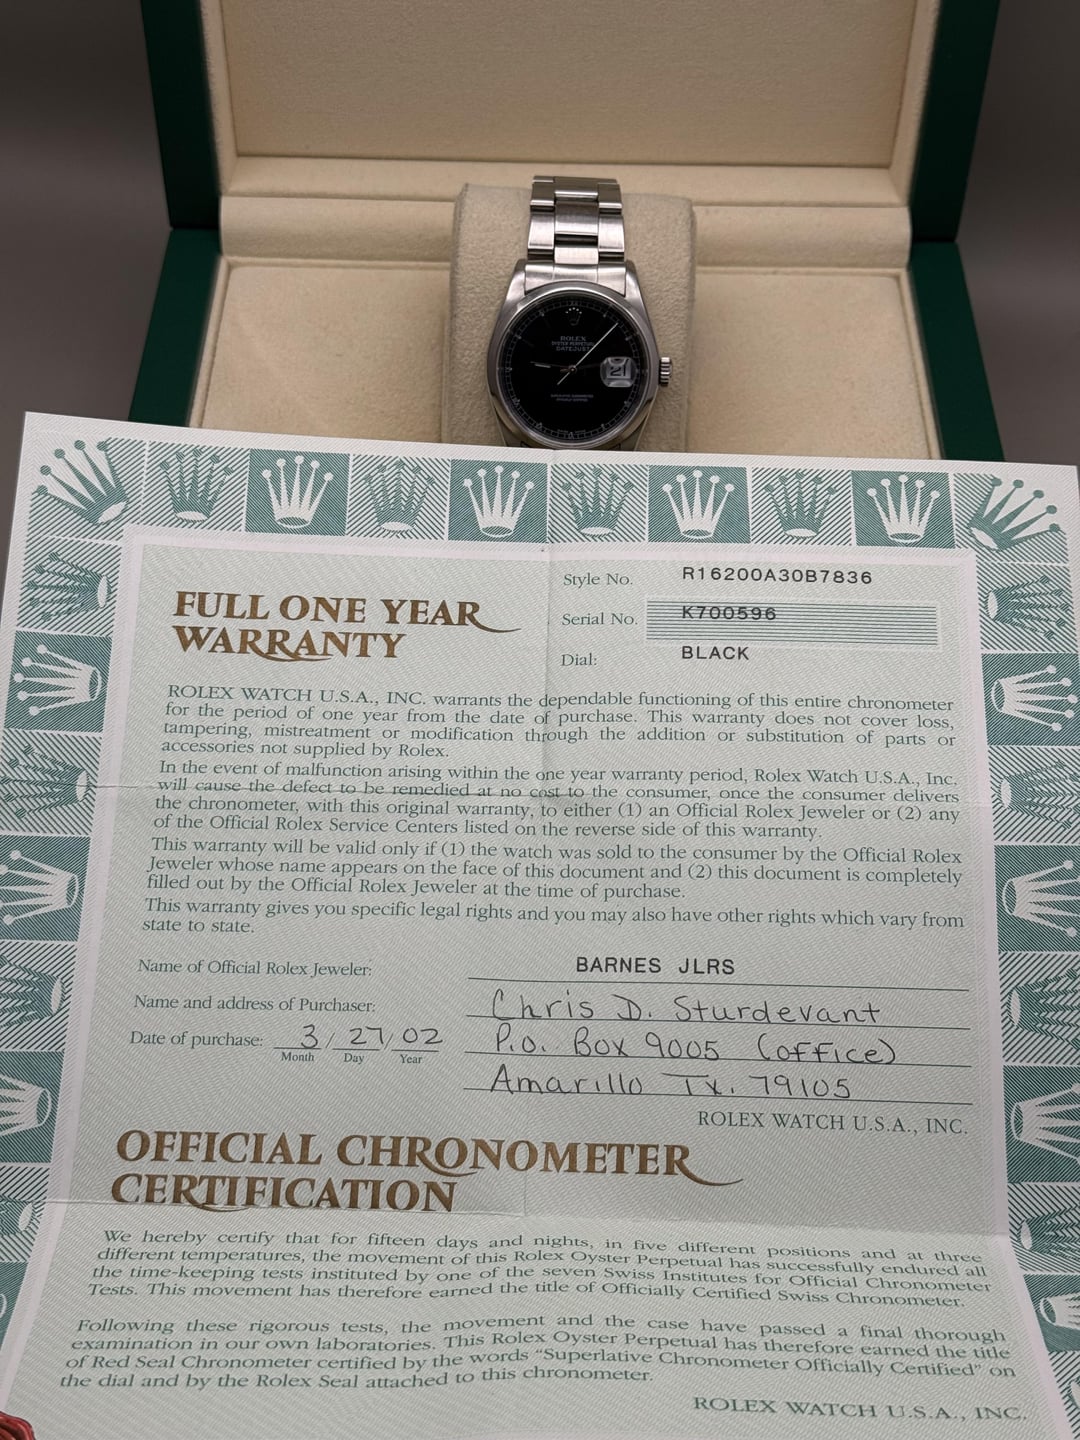 ROLEX
OYSTER PERPETUAL
DATEJUST
21
Style No. R16200A30B7836
FULL ONE YEAR
WARRANTY
Serial No. K700596
Dial: BLACK
ROLEX WATCH U.S.A., INC. warrants the dependable functioning of this entire chronometer
for the period of one year from the date of purchase. This warranty does not cover loss,
tampering, mistreatment or modification through the addition or substitution of parts or
accessories not supplied by Rolex.
In the event of malfunction arising within the one year warranty period, Rolex Watch U.S.A., Inc.
will cause the defect to be remedied at no cost to the consumer, once the consumer delivers
the chronometer, with this original warranty, to either (1) an Official Rolex Jeweler or (2) any
of the Official Rolex Service Centers listed on the reverse side of this warranty.
This warranty will be valid only if (1) the watch was sold to the consumer by the Official Rolex
Jeweler whose name appears on the face of this document and (2) this document is completely
filled out by the Official Rolex Jeweler at the time of purchase.
This warranty gives you specific legal rights and you may also have other rights which vary from
state to state.
Name of Official Rolex Jeweler: BARNES JLRS
Name and address of Purchaser: Chris D. Sturdevant
Date of purchase: 3 / 27 / 02 P.O. Box 9005 (office)
Month Day Year
Amarillo Tx. 79105
ROLEX WATCH U.S.A., INC.
OFFICIAL CHRONOMETER
CERTIFICATION
We hereby certify that for fifteen days and nights, in five different positions and at three
different temperatures, the movement of this Rolex Oyster Perpetual has successfully endured all
the time-keeping tests instituted by one of the seven Swiss Institutes for Official Chronometer
Tests. This movement has therefore earned the title of Officially Certified Swiss Chronometer.
Following these rigorous tests, the movement and the case have passed a final thorough
examination in our own laboratories. This Rolex Oyster Perpetual has therefore earned the title
of Red Seal Chronometer certified by the words "Superlative Chronometer Officially Certified" on
the dial and by the Rolex Seal attached to this chronometer.
ROLEX WATCH U.S.A., INC.